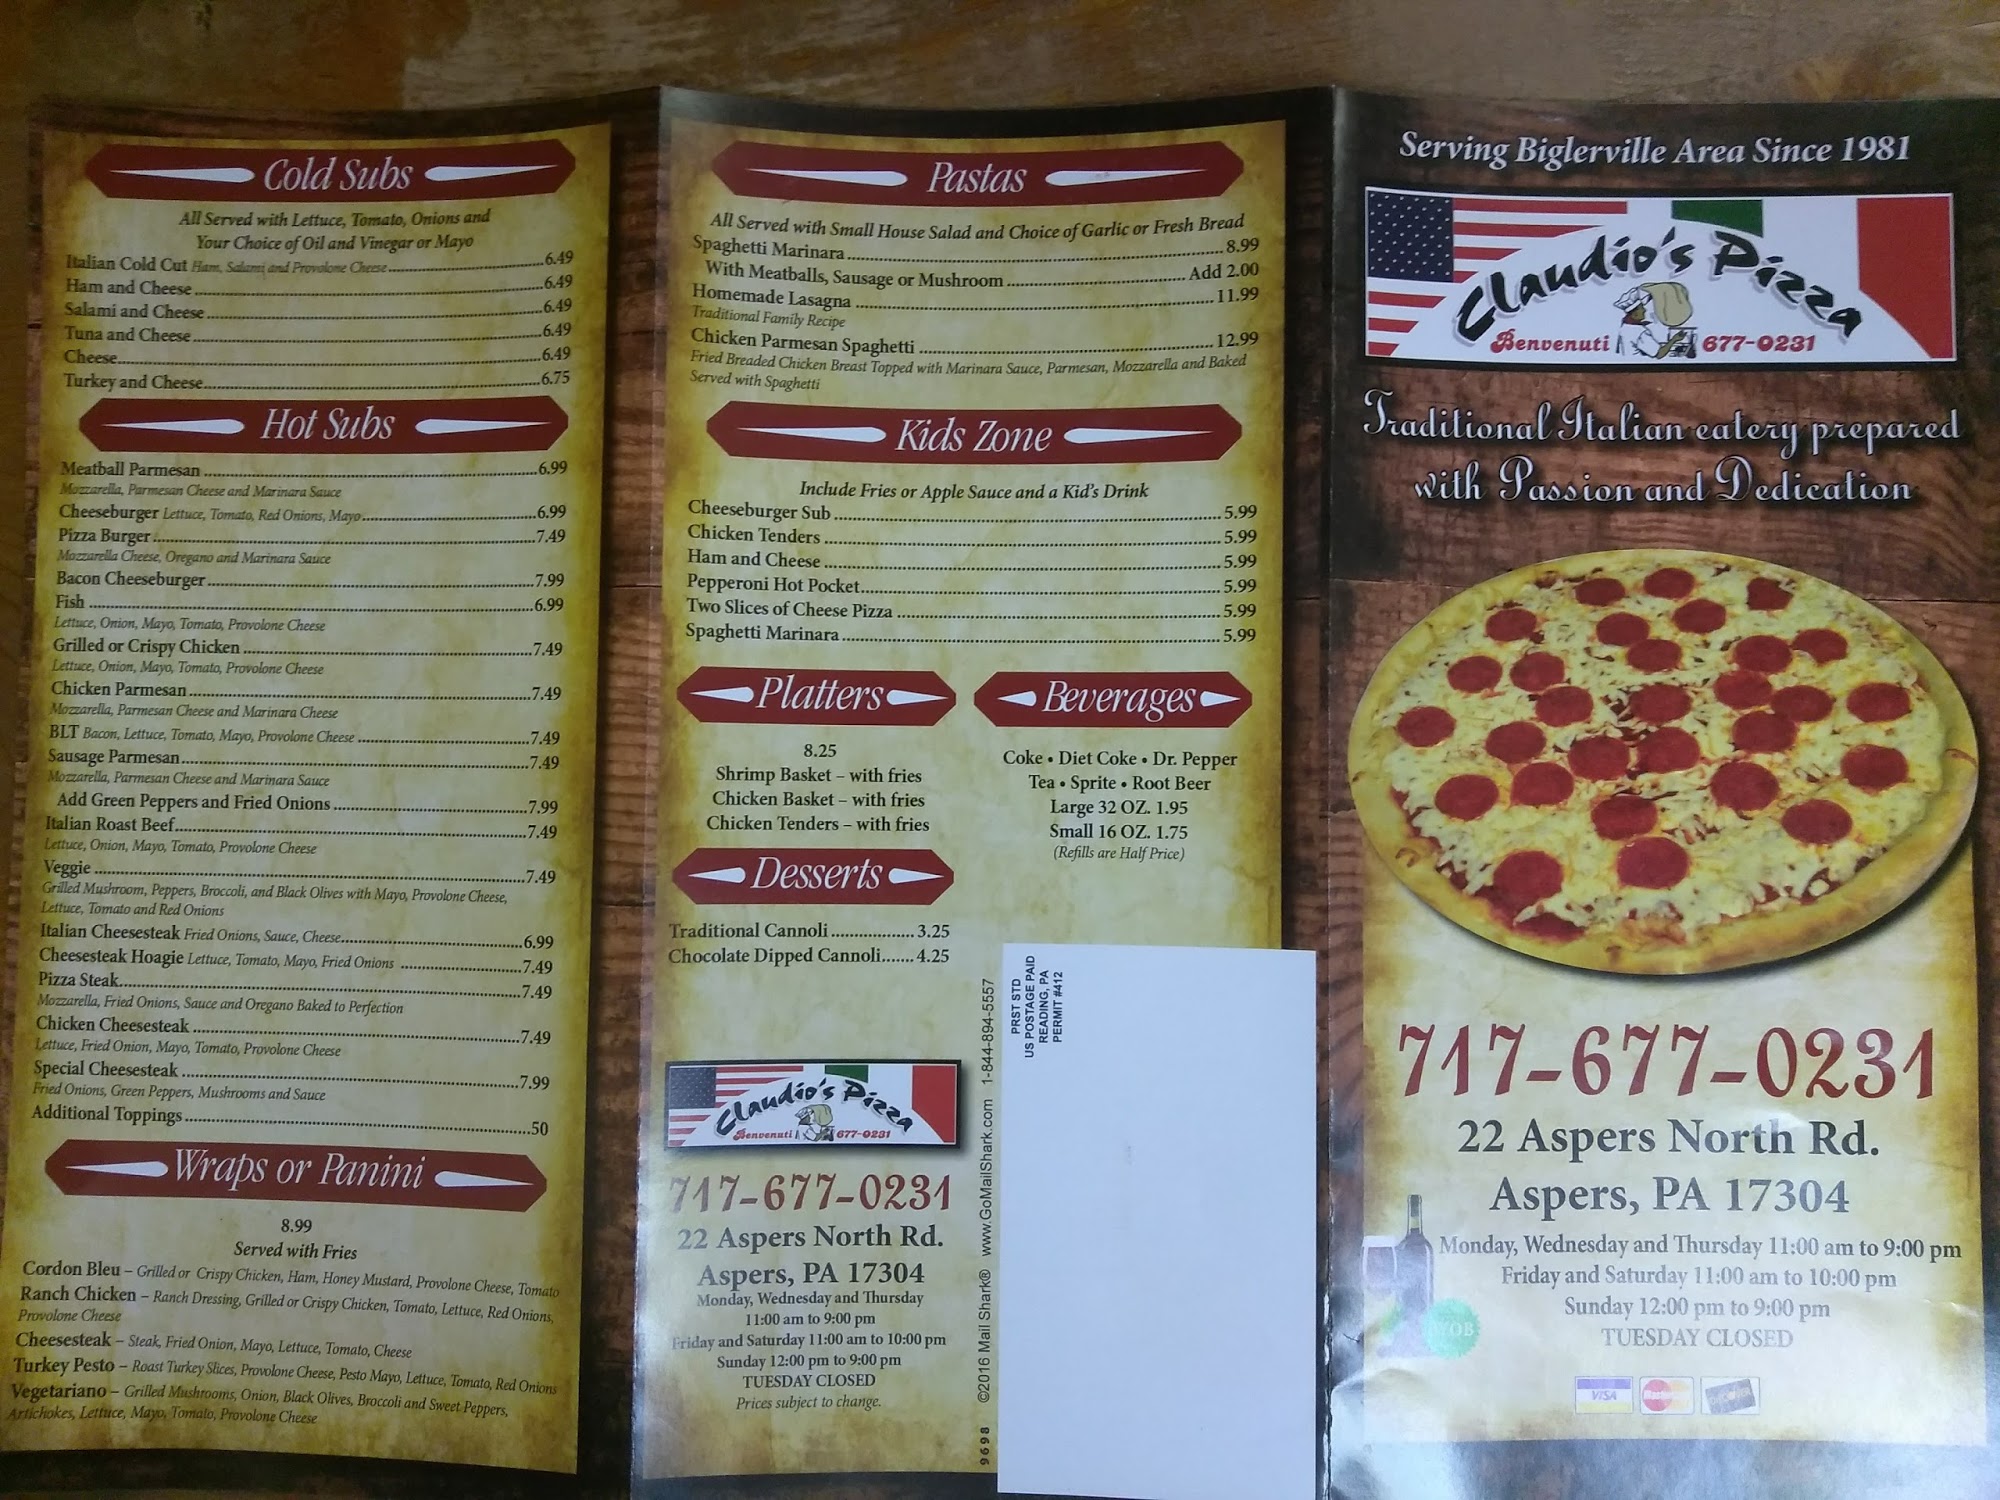 Cold Subs
All Served with Lettuce, Tomato, Onions and
Your Choice of Oil and Vinegar or Mayo
Italian Cold Cut Ham, Salami and Provolone Cheese 6.49
Ham and Cheese 6.49
Salami and Cheese 6.49
Tuna and Cheese 6.49
Cheese 6.49
Turkey and Cheese 6.75
Hot Subs
Meatball Parmesan 6.99
Mozzarella, Parmesan Cheese and Marinara Sauce
Cheeseburger Lettuce, Tomato, Red Onions, Mayo 6.99
Pizza Burger 7.49
Mozzarella Cheese, Oregano and Marinara Sauce
Bacon Cheeseburger 7.99
Fish 6.99
Lettuce, Onion, Mayo, Tomato, Provolone Cheese
Grilled or Crispy Chicken 7.49
Lettuce, Onion, Mayo, Tomato, Provolone Cheese
Chicken Parmesan 7.49
Mozzarella, Parmesan Cheese and Marinara Cheese
BLT Bacon, Lettuce, Tomato, Mayo, Provolone Cheese 7.49
Sausage Parmesan 7.49
Mozzarella, Parmesan Cheese and Marinara Sauce
Add Green Peppers and Fried Onions 7.99
Italian Roast Beef 7.49
Lettuce, Onion, Mayo, Tomato, Provolone Cheese
Veggie 7.49
Grilled Mushroom, Peppers, Broccoli, and Black Olives with Mayo, Provolone Cheese,
Lettuce, Tomato and Red Onions
Italian Cheesesteak Fried Onions, Sauce, Cheese 6.99
Cheesesteak Hoagie Lettuce, Tomato, Mayo, Fried Onions 7.49
Pizza Steak 7.49
Mozzarella, Fried Onions, Sauce and Oregano Baked to Perfection
Chicken Cheesesteak 7.49
Lettuce, Fried Onion, Mayo, Tomato, Provolone Cheese
Special Cheesesteak 7.99
Fried Onions, Green Peppers, Mushrooms and Sauce
Additional Toppings .50
Wraps or Panini
8.99
Served with Fries
Cordon Bleu – Grilled or Crispy Chicken, Ham, Honey Mustard, Provolone Cheese, Tomato
Ranch Chicken – Ranch Dressing, Grilled or Crispy Chicken, Tomato, Lettuce, Red Onions,
Provolone Cheese
Cheesesteak – Steak, Fried Onion, Mayo, Lettuce, Tomato, Cheese
Turkey Pesto – Roast Turkey Slices, Provolone Cheese, Pesto Mayo, Lettuce, Tomato, Red Onions
Vegetariano – Grilled Mushrooms, Onion, Black Olives, Broccoli and Sweet Peppers,
Artichokes, Lettuce, Mayo, Tomato, Provolone Cheese
Pastas
All Served with Small House Salad and Choice of Garlic or Fresh Bread
Spaghetti Marinara 8.99
With Meatballs, Sausage or Mushroom Add 2.00
Homemade Lasagna 11.99
Traditional Family Recipe
Chicken Parmesan Spaghetti 12.99
Fried Breaded Chicken Breast Topped with Marinara Sauce, Parmesan, Mozzarella and Baked
Served with Spaghetti
Kids Zone
Include Fries or Apple Sauce and a Kid's Drink
Cheeseburger Sub 5.99
Chicken Tenders 5.99
Ham and Cheese 5.99
Pepperoni Hot Pocket 5.99
Two Slices of Cheese Pizza 5.99
Spaghetti Marinara 5.99
Platters
8.25
Shrimp Basket – with fries
Chicken Basket – with fries
Chicken Tenders – with fries
Beverages
Coke • Diet Coke • Dr. Pepper
Tea • Sprite • Root Beer
Large 32 OZ. 1.95
Small 16 OZ. 1.75
(Refills are Half Price)
Desserts
Traditional Cannoli 3.25
Chocolate Dipped Cannoli 4.25
Claudio's Pizza
Benvenuti 677-0231
717-677-0231
22 Aspers North Rd.
Aspers, PA 17304
Monday, Wednesday and Thursday
11:00 am to 9:00 pm
Friday and Saturday 11:00 am to 10:00 pm
Sunday 12:00 pm to 9:00 pm
TUESDAY CLOSED
Prices subject to change.
9698 ©2016 Mail Shark® www.GoMailShark.com 1-844-894-5557
PRST STD
US POSTAGE PAID
READING, PA
PERMIT #412
Serving Biglerville Area Since 1981
Claudio's Pizza
Benvenuti 677-0231
Traditional Italian eatery prepared
with Passion and Dedication
717-677-0231
22 Aspers North Rd.
Aspers, PA 17304
Monday, Wednesday and Thursday 11:00 am to 9:00 pm
Friday and Saturday 11:00 am to 10:00 pm
Sunday 12:00 pm to 9:00 pm
TUESDAY CLOSED
BYOB
VISA MasterCard DISCOVER